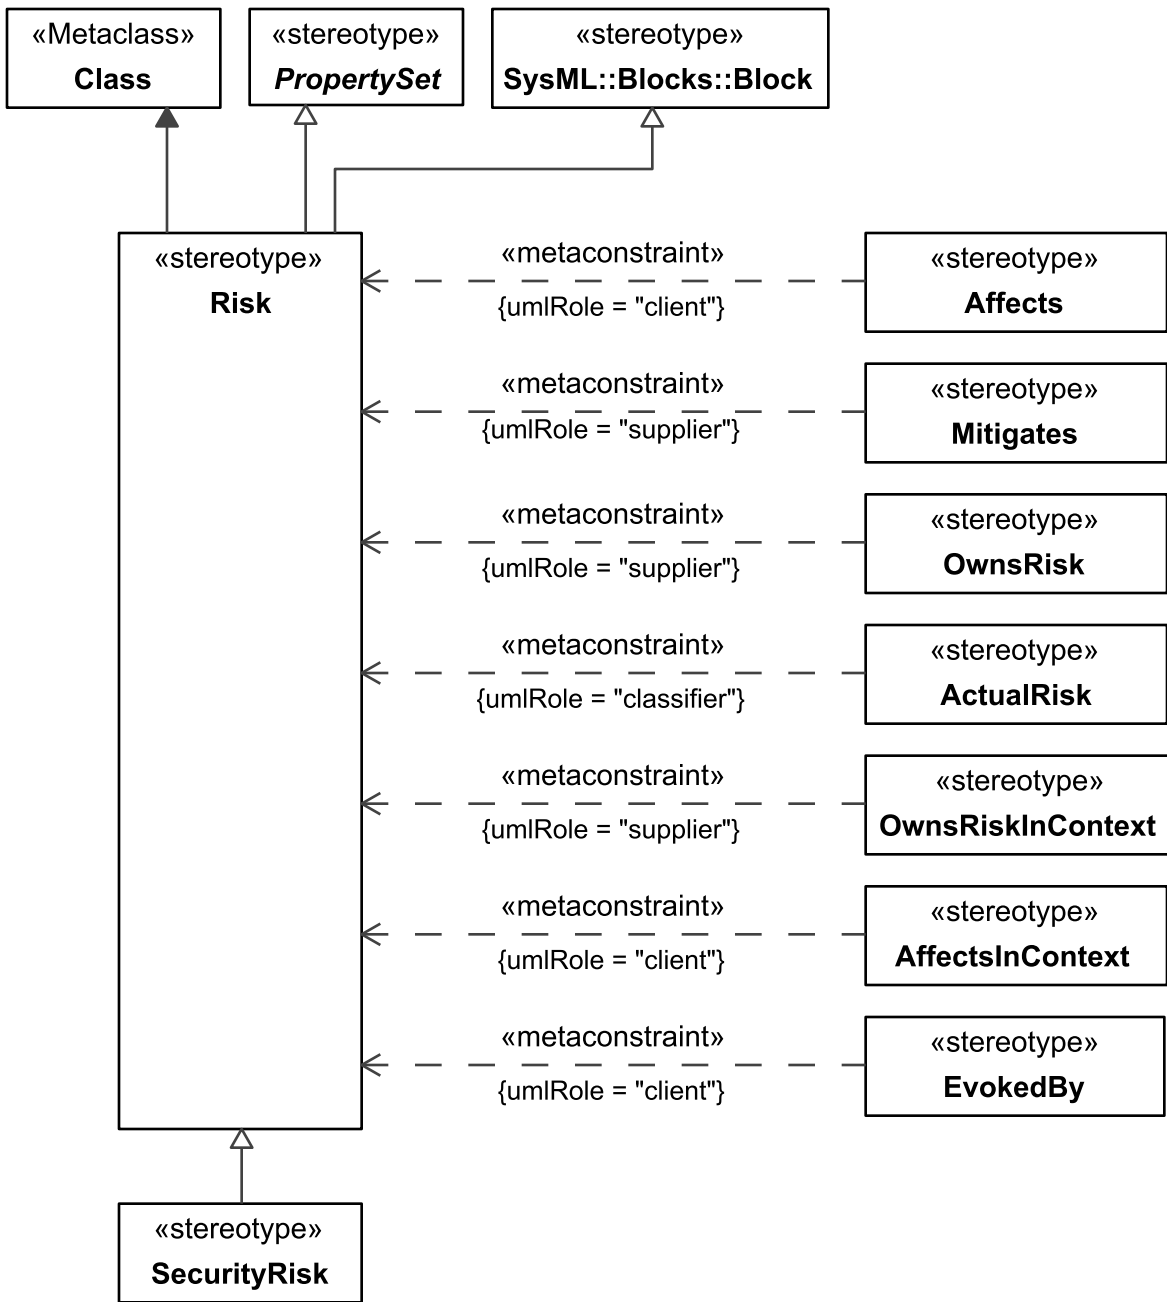 «Metaclass»
Class
«stereotype»
PropertySet
«stereotype»
SysML::Blocks::Block
«stereotype»
Risk
«metaconstraint»
{umlRole = "client"}
«stereotype»
Affects
«metaconstraint»
{umlRole = "supplier"}
«stereotype»
Mitigates
«metaconstraint»
{umlRole = "supplier"}
«stereotype»
OwnsRisk
«metaconstraint»
{umlRole = "classifier"}
«stereotype»
ActualRisk
«metaconstraint»
{umlRole = "supplier"}
«stereotype»
OwnsRiskInContext
«metaconstraint»
{umlRole = "client"}
«stereotype»
AffectsInContext
«metaconstraint»
{umlRole = "client"}
«stereotype»
EvokedBy
«stereotype»
SecurityRisk